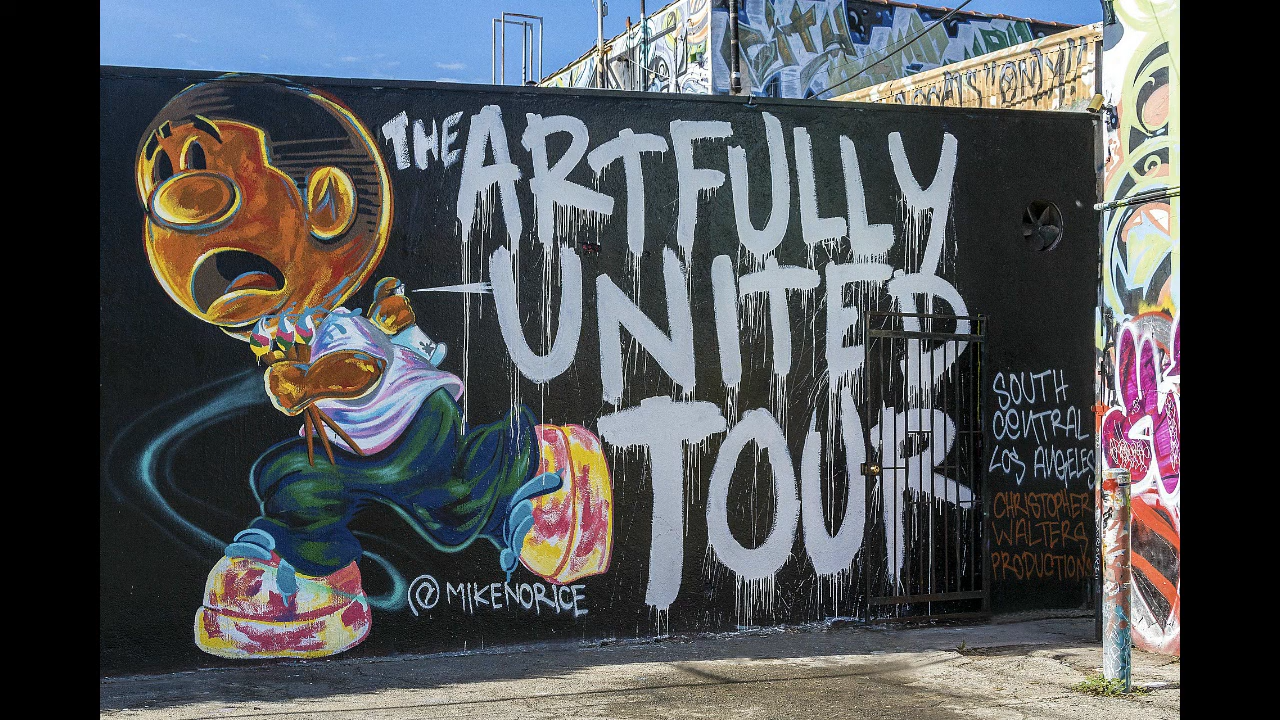 THE ARTFULLY
UNITED
TOUR
SOUTH
CENTRAL
LOS ANGELES
CHRISTOPHER
WALTERS
PRODUCTIONS
@MIKENORICE